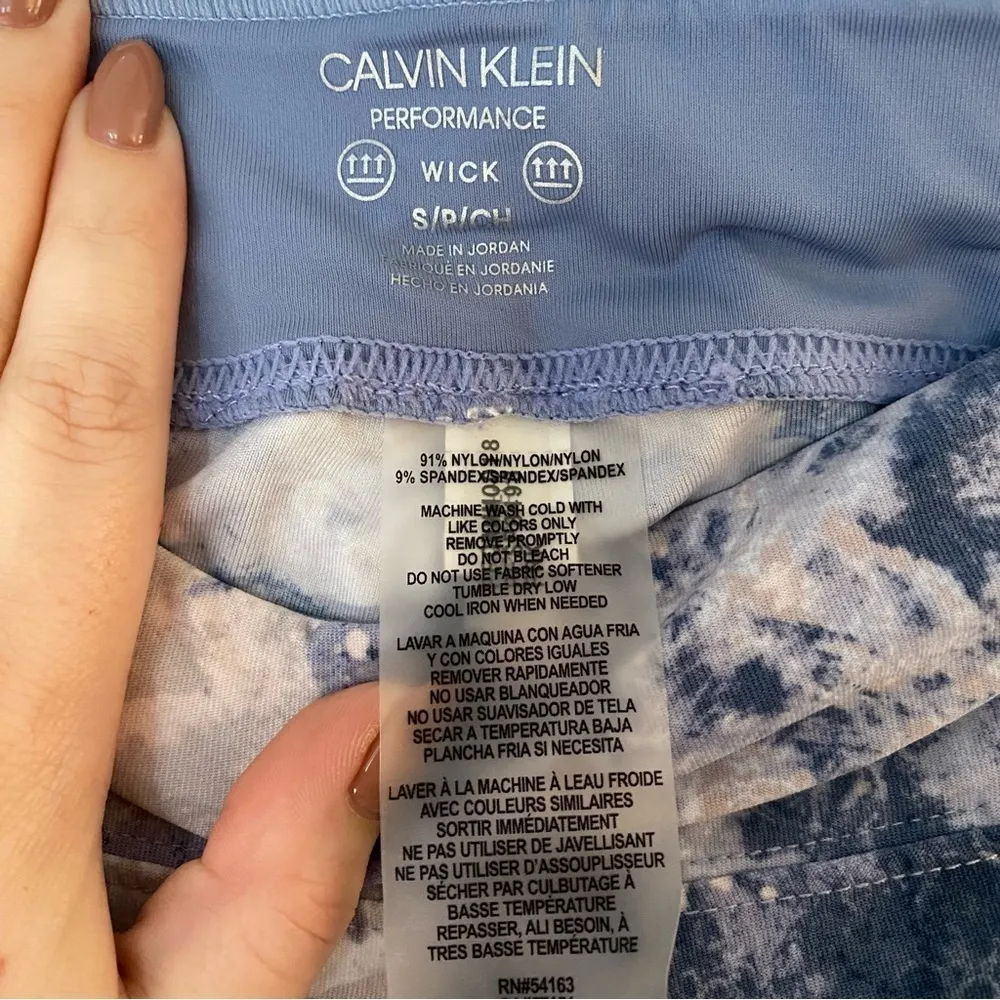 CALVIN KLEIN
PERFORMANCE
WICK
S/P/CH
MADE IN JORDAN
EN JORDANIE
HECHO EN JORDANIA
91% NYLON/NYLON/NYLON
9% SPANDEX/SPANDEX/SPANDEX
MACHINE WASH COLD WITH
LIKE COLORS ONLY
REMOVE PROMPTLY
DO NOT BLEACH
DO NOT USE FABRIC SOFTENER
TUMBLE DRY LOW
COOL IRON WHEN NEEDED
LAVAR A MAQUINA CON AGUA FRIA
Y CON COLORES IGUALES
REMOVER RAPIDAMENTE
NO USAR BLANQUEADOR
NO USAR SUAVISADOR DE TELA
SECAR A TEMPERATURA BAJA
PLANCHA FRIA SI NECESITA
LAVER À LA MACHINE À LEAU FROIDE
AVEC COULEURS SIMILAIRES
SORTIR IMMÉDIATEMENT
NE PAS UTILISER DE JAVELLISANT
NE PAS UTILISER D'ASSOUPLISSEUR
SÉCHER PAR CULBUTAGE À
BASSE TEMPÉRATURE
REPASSER, ALI BESOIN, À
TRES BASSE TEMPÉRATURE
RN#54163